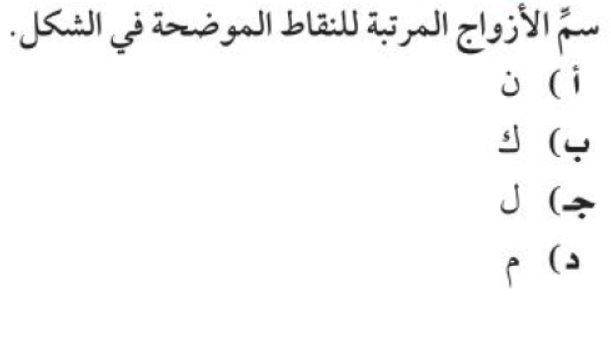 سمِّ الأزواج المرتبة للنقاط الموضحة في الشكل.
أ ) ن
ب) ك
جـ) ل
د ) م